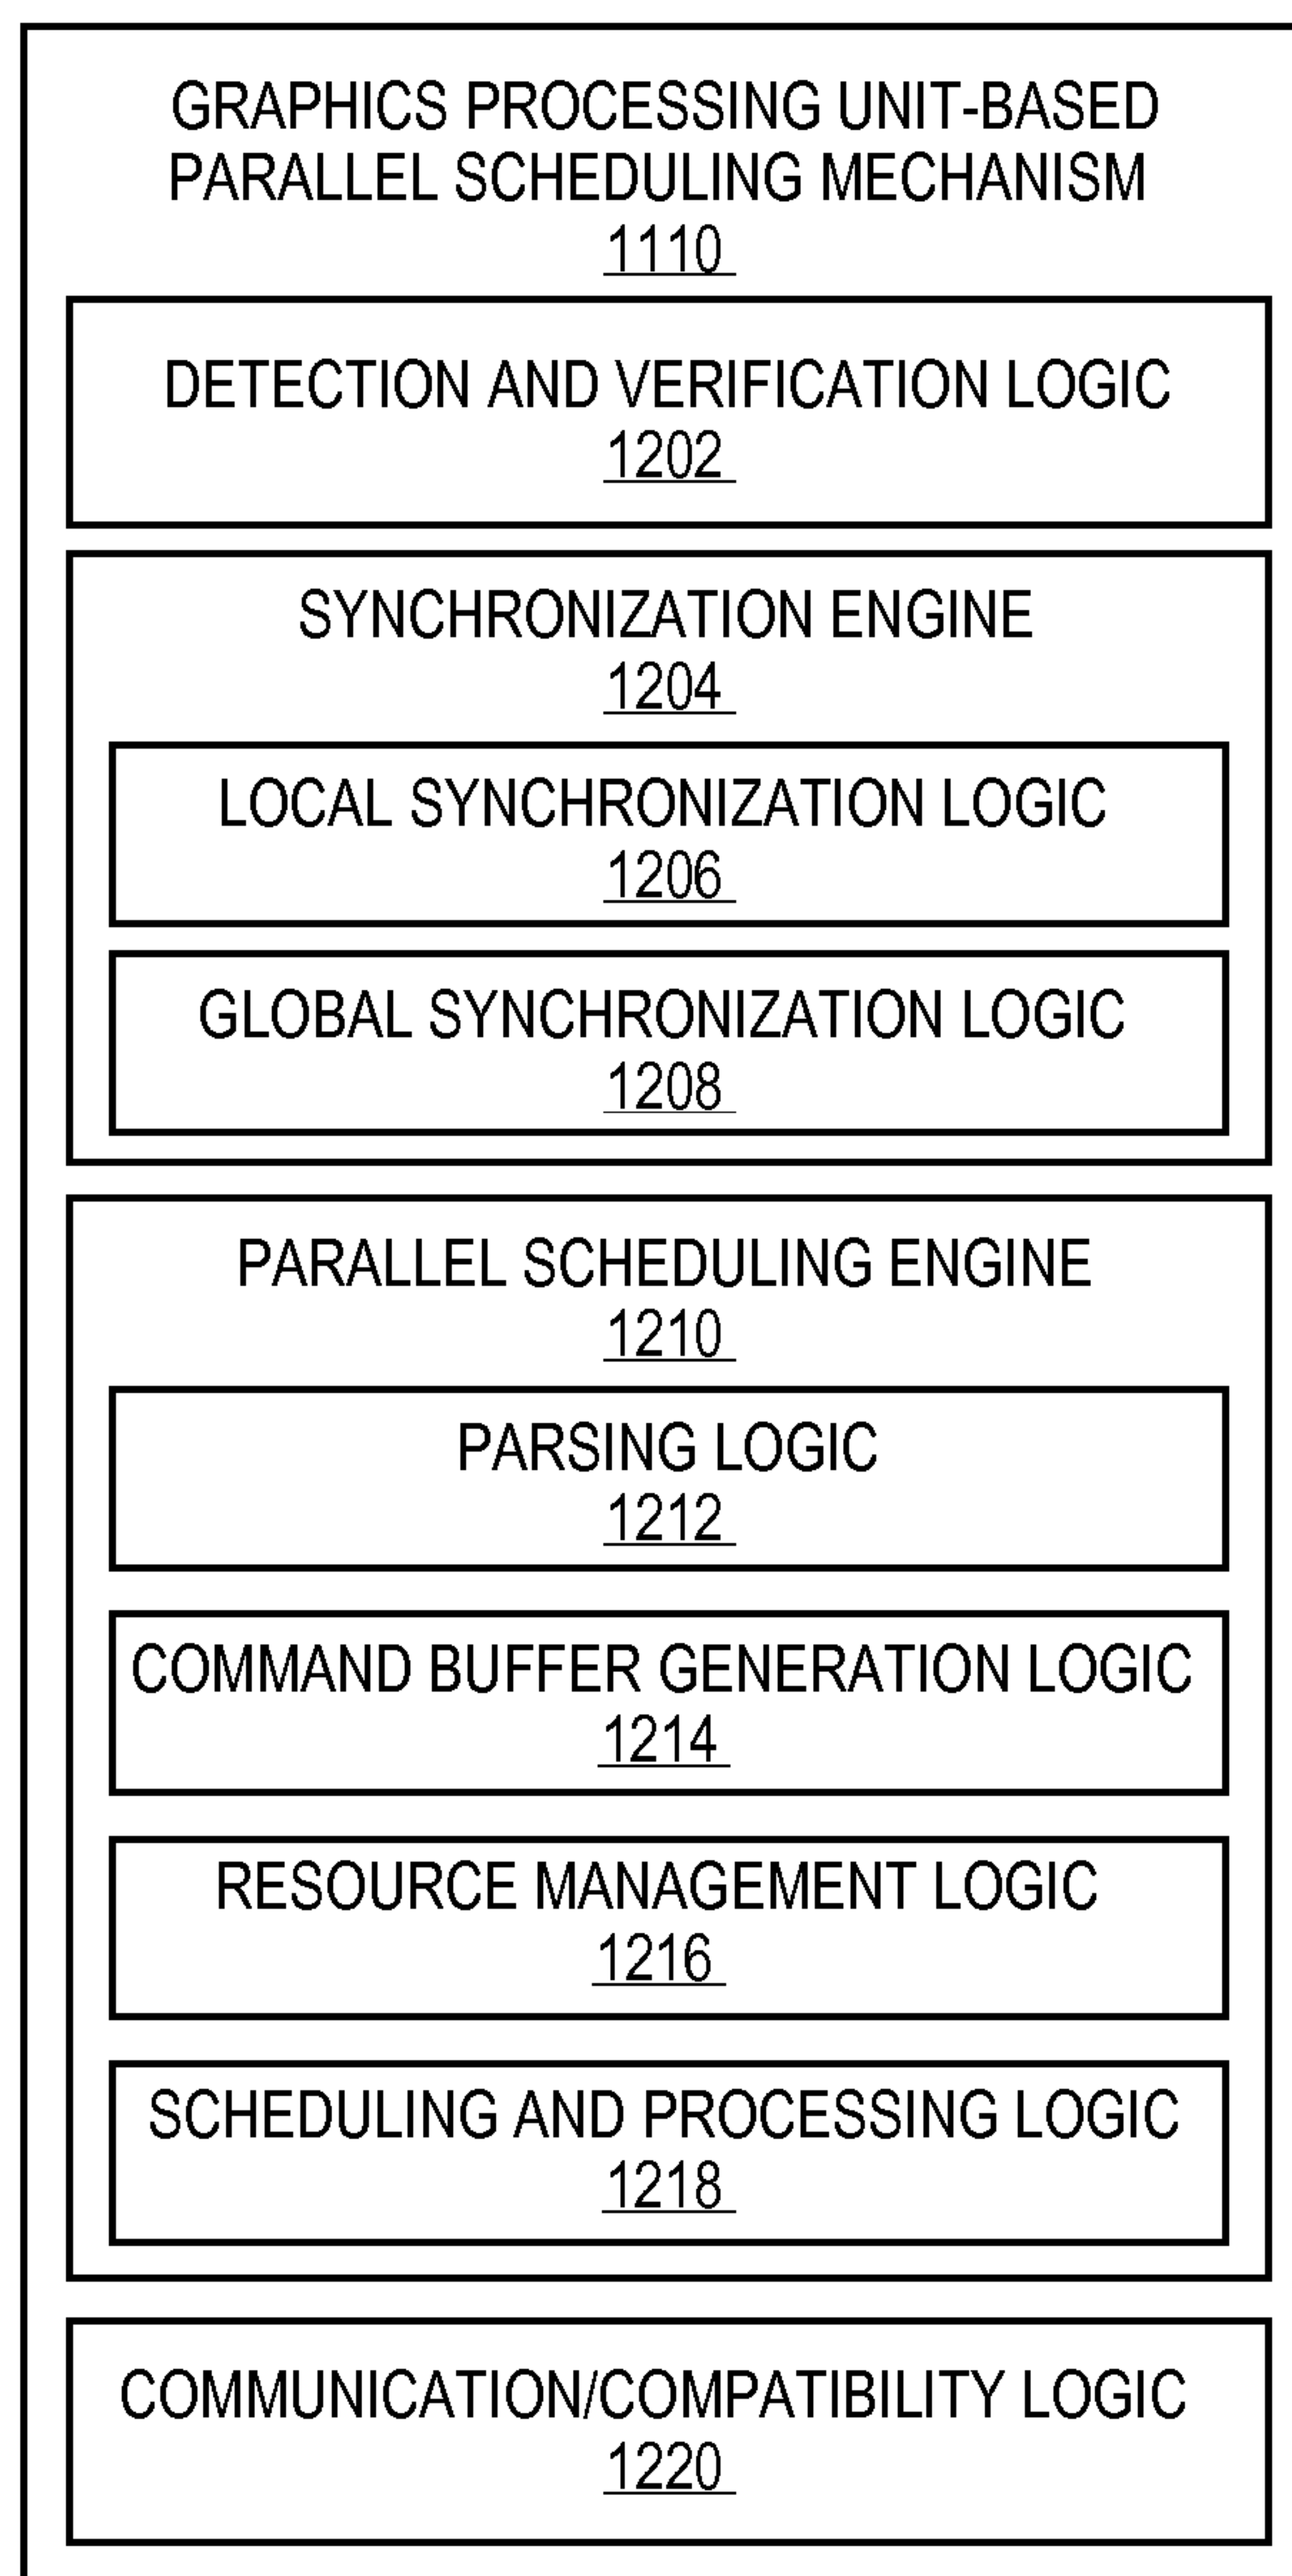 GRAPHICS PROCESSING UNIT-BASED
PARALLEL SCHEDULING MECHANISM
1110
DETECTION AND VERIFICATION LOGIC
1202
SYNCHRONIZATION ENGINE
1204
LOCAL SYNCHRONIZATION LOGIC
1206
GLOBAL SYNCHRONIZATION LOGIC
1208
PARALLEL SCHEDULING ENGINE
1210
PARSING LOGIC
1212
COMMAND BUFFER GENERATION LOGIC
1214
RESOURCE MANAGEMENT LOGIC
1216
SCHEDULING AND PROCESSING LOGIC
1218
COMMUNICATION/COMPATIBILITY LOGIC
1220